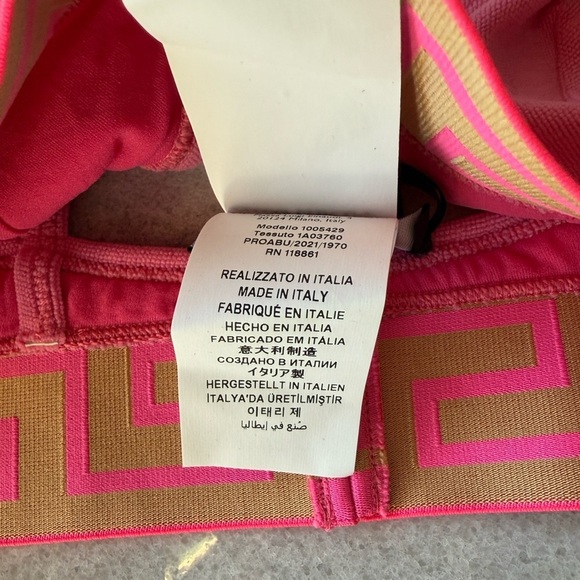 20124 Milano, Italy
Modello 1005429
Tessuto 1A03760
PROABU/2021/1970
RN 116661
REALIZZATO IN ITALIA
MADE IN ITALY
FABRIQUÉ EN ITALIE
HECHO EN ITALIA
FABRICADO EM ITÁLIA
意大利制造
СОЗДАНО В ИТАЛИИ
イタリア製
HERGESTELLT IN ITALIEN
İTALYA'DA ÜRETİLMİŞTİR
이태리 제
صنع في إيطاليا